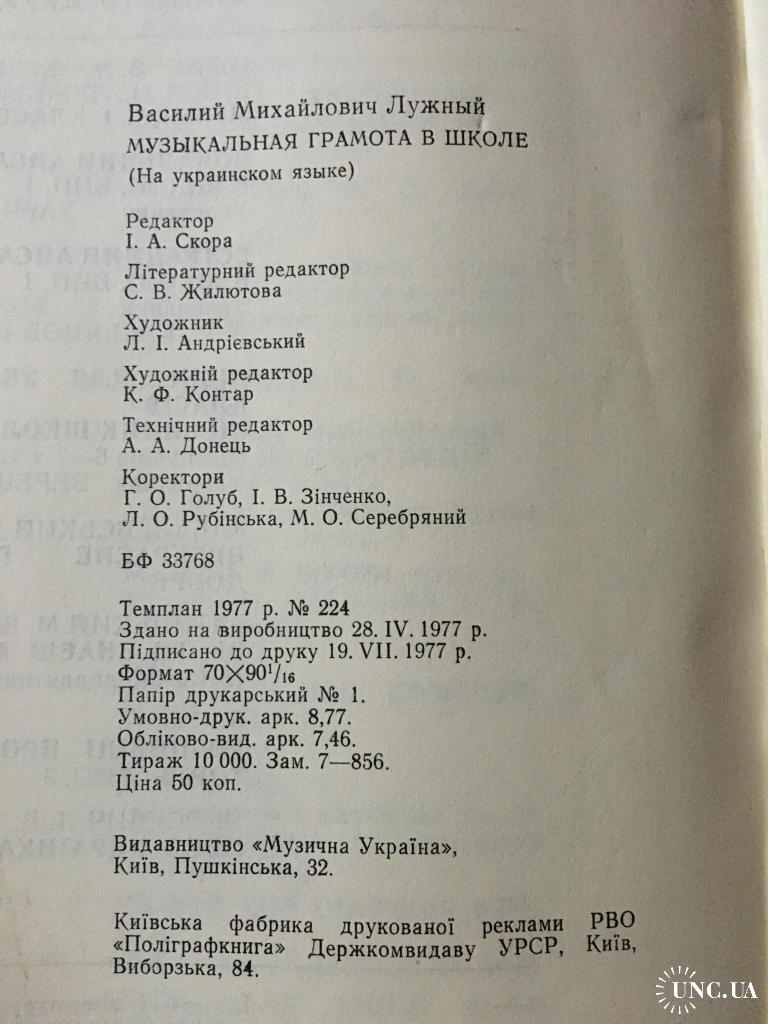 Василий Михайлович Лужный
МУЗЫКАЛЬНАЯ ГРАМОТА В ШКОЛЕ
(На украинском языке)
Редактор
І. А. Скора
Літературний редактор
С. В. Жилютова
Художник
Л. І. Андрієвський
Художній редактор
К. Ф. Контар
Технічний редактор
А. А. Донець
Коректори
Г. О. Голуб, І. В. Зінченко,
Л. О. Рубінська, М. О. Серебряний
БФ 33768
Темплан 1977 р. № 224
Здано на виробництво 28. IV. 1977 р.
Підписано до друку 19. VII. 1977 р.
Формат 70×90¹/₁₆
Папір друкарський № 1.
Умовно-друк. арк. 8,77.
Обліково-вид. арк. 7,46.
Тираж 10 000. Зам. 7—856.
Ціна 50 коп.
Видавництво «Музична Україна»,
Київ, Пушкінська, 32.
Київська фабрика друкованої реклами РВО
«Поліграфкнига» Держкомвидаву УРСР, Київ,
Виборзька, 84.
UNC.UA